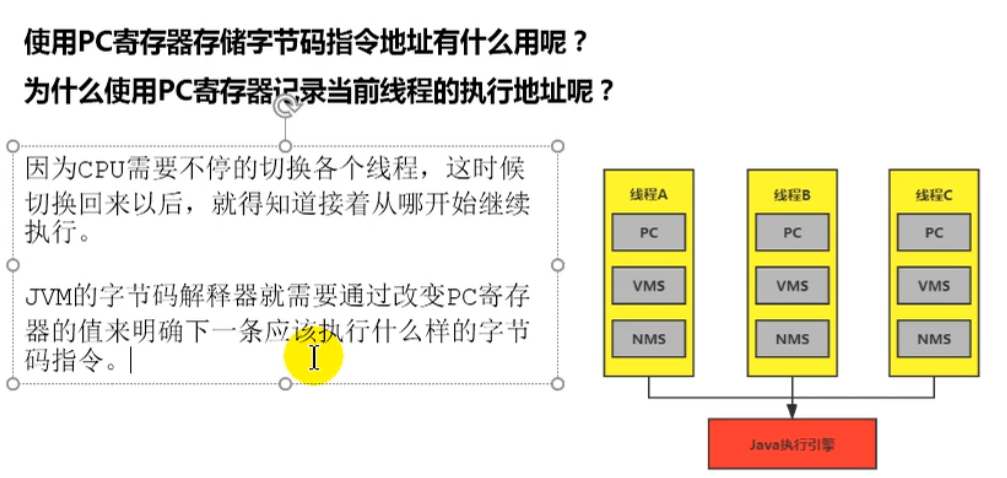 使用PC寄存器存储字节码指令地址有什么用呢？
为什么使用PC寄存器记录当前线程的执行地址呢？
因为CPU需要不停的切换各个线程，这时候
切换回来以后，就得知道接着从哪开始继续
执行。
JVM的字节码解释器就需要通过改变PC寄存
器的值来明确下一条应该执行什么样的字节
码指令。
线程A
PC
VMS
NMS
线程B
PC
VMS
NMS
线程C
PC
VMS
NMS
Java执行引擎